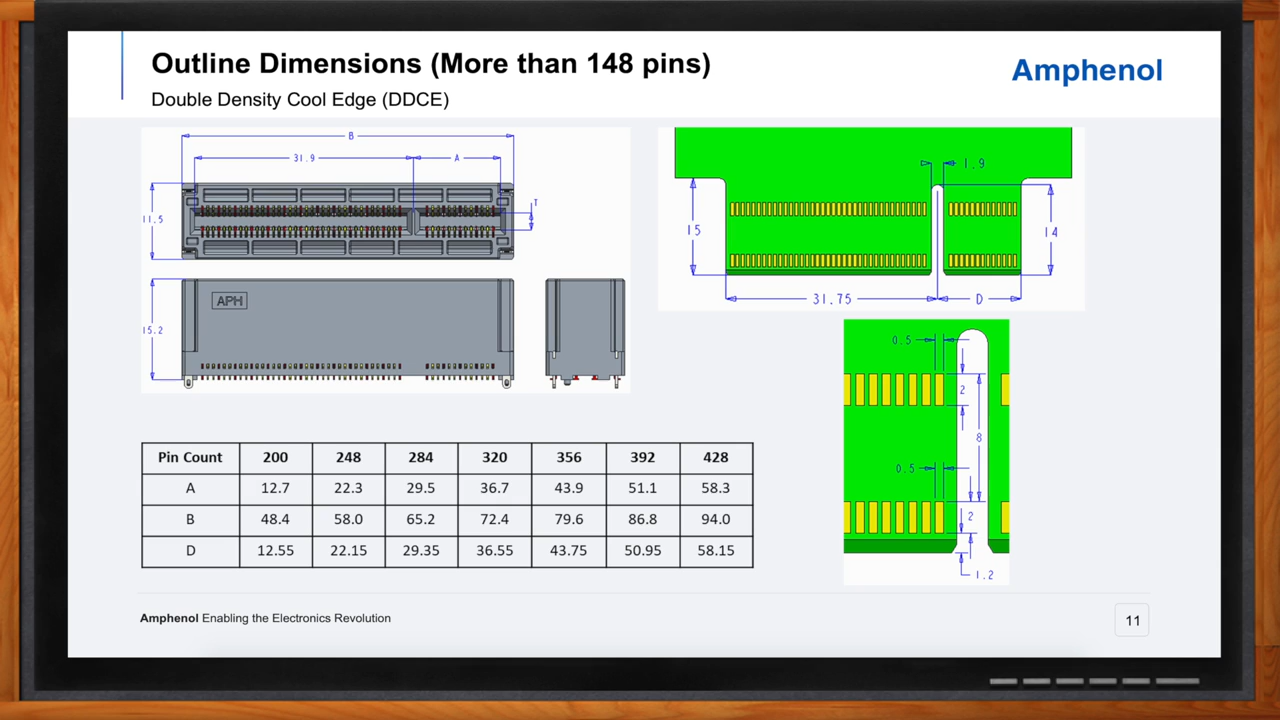 Outline Dimensions (More than 148 pins)
Double Density Cool Edge (DDCE)
Amphenol
B
31.9
A
T
11.5
APH
15.2
1.9
15
14
31.75
D
0.5
2
8
0.5
2
1.2
Pin Count 200 248 284 320 356 392 428
A 12.7 22.3 29.5 36.7 43.9 51.1 58.3
B 48.4 58.0 65.2 72.4 79.6 86.8 94.0
D 12.55 22.15 29.35 36.55 43.75 50.95 58.15
Amphenol Enabling the Electronics Revolution
11